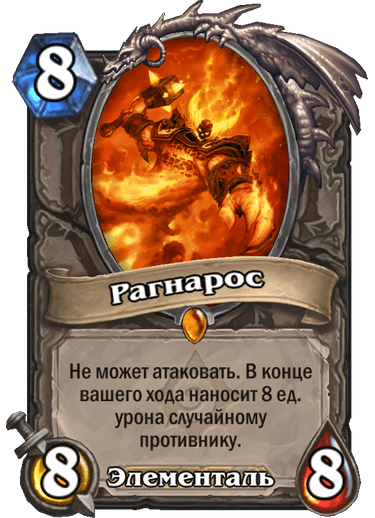 8
Рагнарос
Не может атаковать. В конце
вашего хода наносит 8 ед.
урона случайному
противнику.
8
Элементаль
8